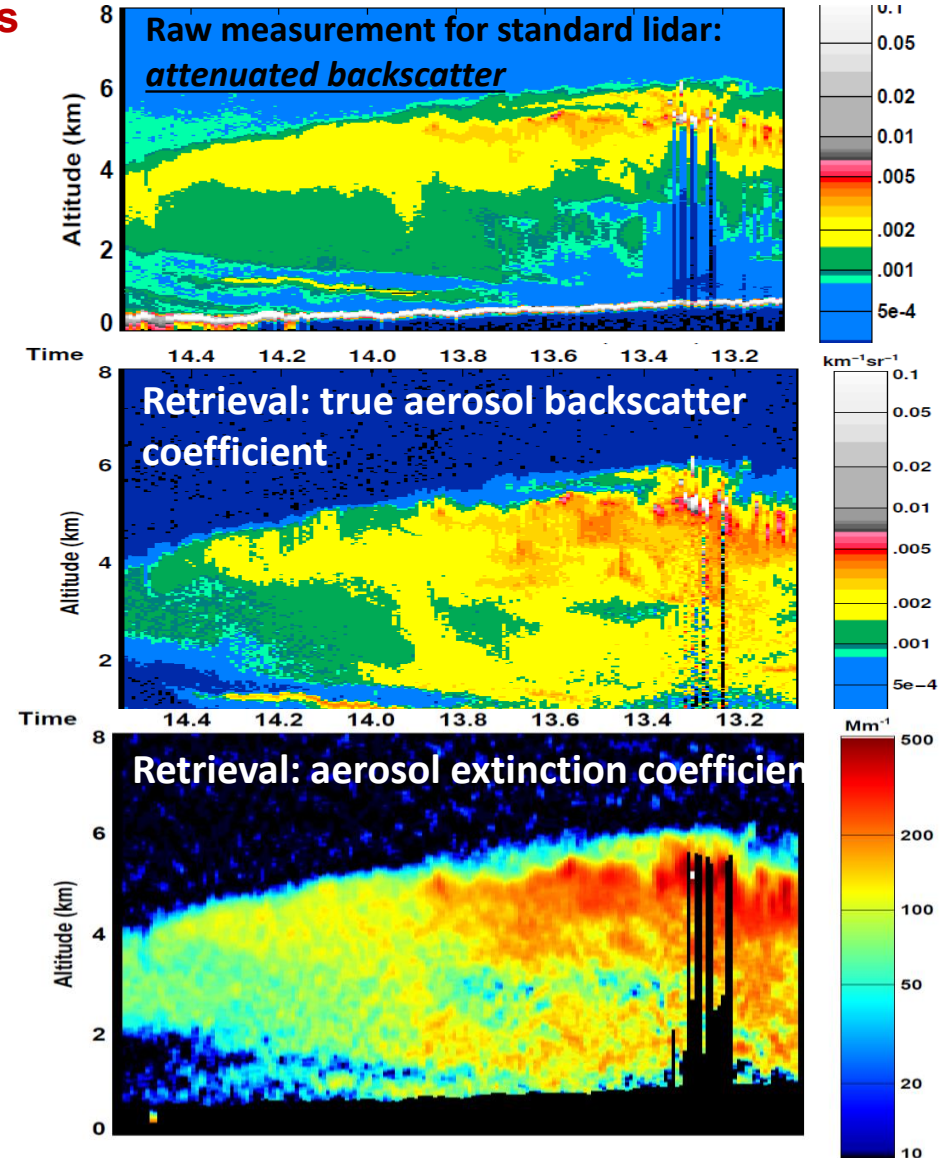 s
Raw measurement for standard lidar:
attenuated backscatter
Altitude (km)
8
6
4
2
0
0.1
0.05
0.02
0.01
.005
.002
.001
5e-4
Time 14.4 14.2 14.0 13.8 13.6 13.4 13.2
km⁻¹sr⁻¹
Retrieval: true aerosol backscatter
coefficient
Altitude (km)
8
6
4
2
0.1
0.05
0.02
0.01
.005
.002
.001
5e−4
Time 14.4 14.2 14.0 13.8 13.6 13.4 13.2
Mm⁻¹
Retrieval: aerosol extinction coefficien
Altitude (km)
8
6
4
2
0
500
200
100
50
20
10